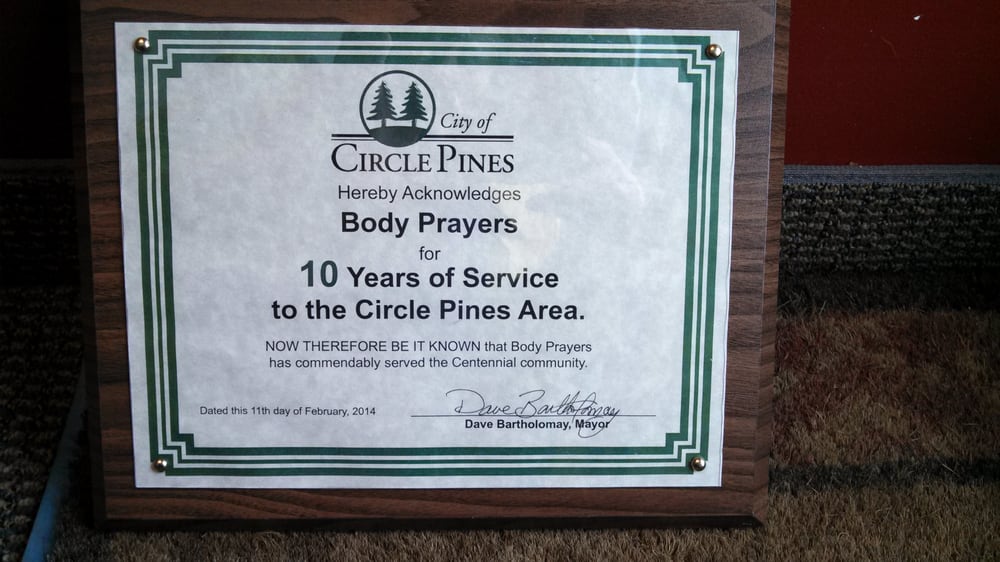 City of
CIRCLE PINES
Hereby Acknowledges
Body Prayers
for
10 Years of Service
to the Circle Pines Area.
NOW THEREFORE BE IT KNOWN that Body Prayers
has commendably served the Centennial community.
Dated this 11th day of February, 2014
Dave Bartholomay
Dave Bartholomay, Mayor